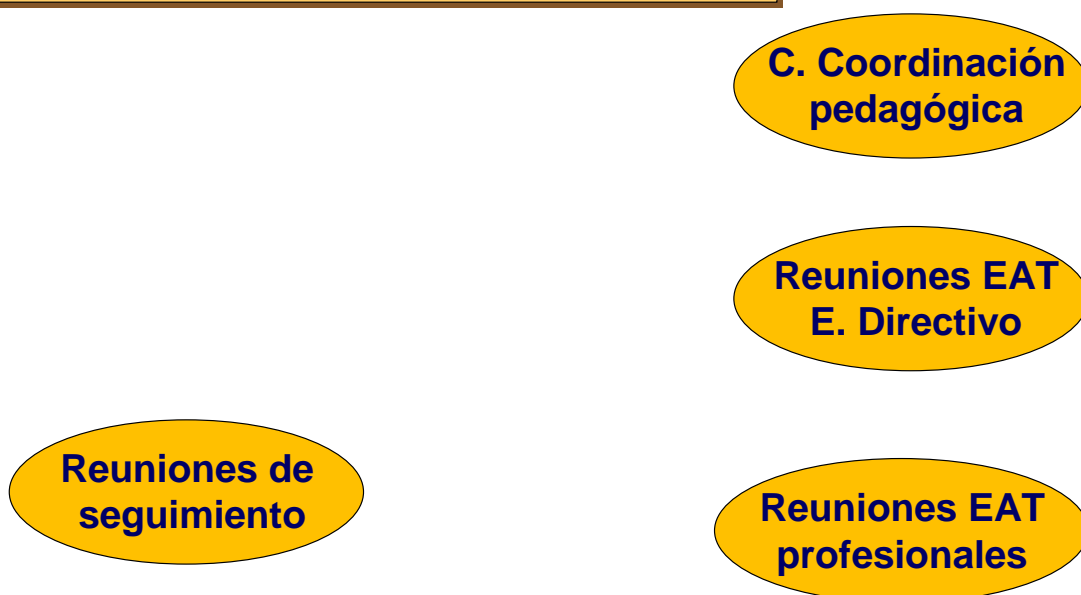 C. Coordinación
pedagógica
Reuniones EAT
E. Directivo
Reuniones de
seguimiento
Reuniones EAT
profesionales